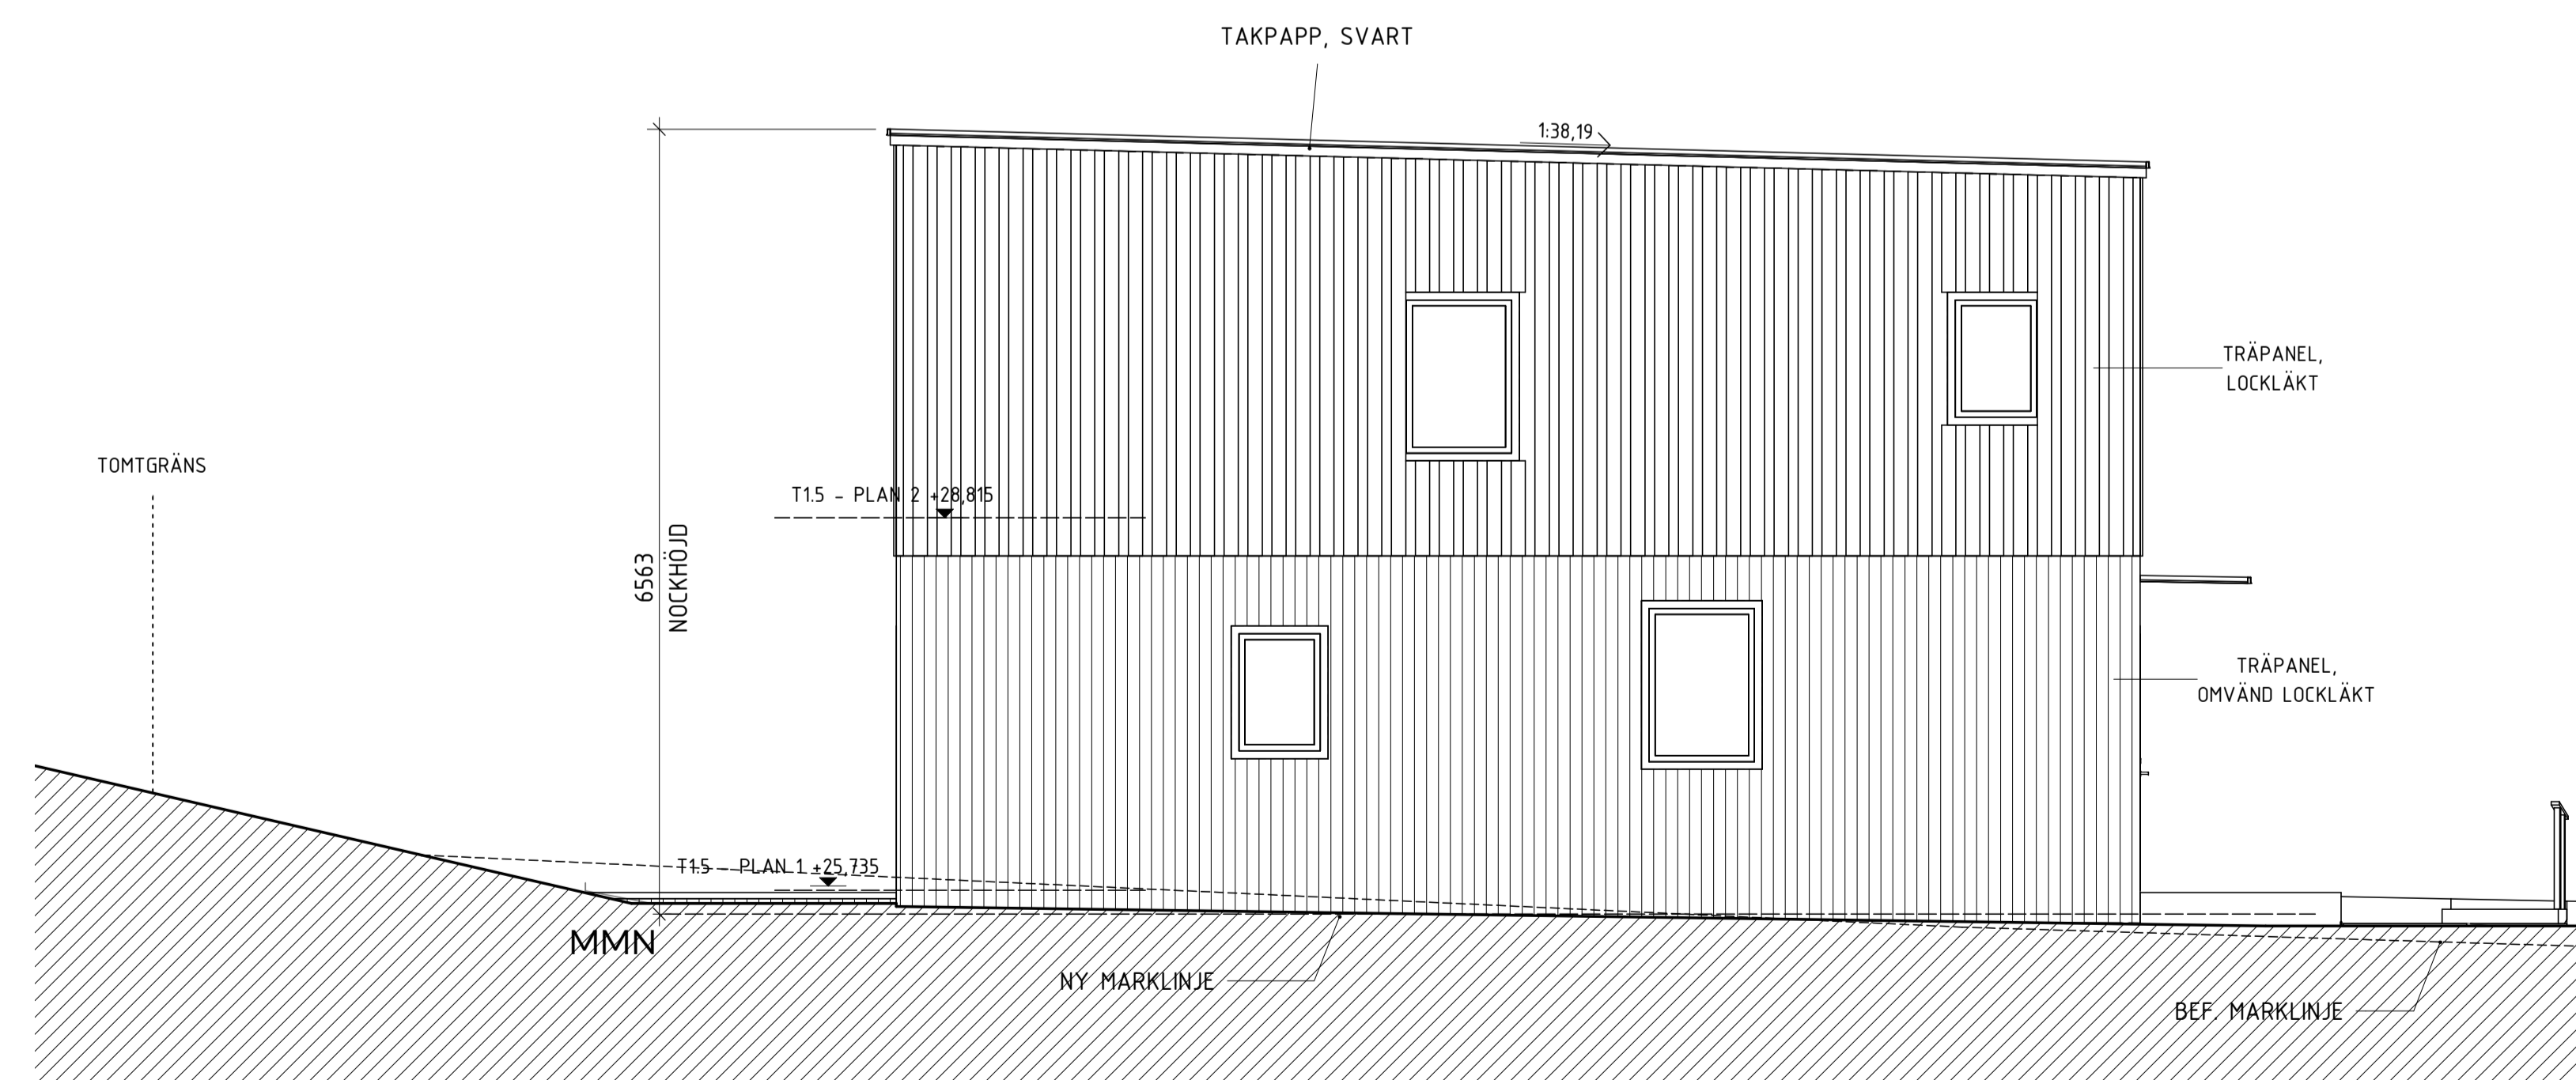 TAKPAPP, SVART
1:38,19
TRÄPANEL,
LOCKLÄKT
TOMTGRÄNS
T1.5 - PLAN 2 +28,815
6563
NOCKHÖJD
TRÄPANEL,
OMVÄND LOCKLÄKT
T1.5 - PLAN 1 +25,735
MMN
NY MARKLINJE
BEF. MARKLINJE